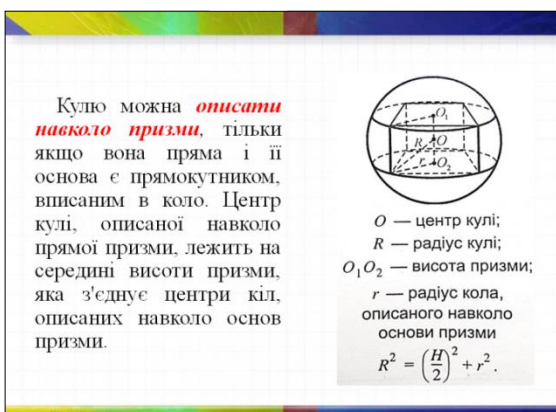 Кулю можна описати
навколо призми, тільки
якщо вона пряма і її
основа є прямокутником,
вписаним в коло. Центр
кулі, описаної навколо
прямої призми, лежить на
середині висоти призми,
яка з'єднує центри кіл,
описаних навколо основ
призми.
O₁
R
O
r
O₂
O — центр кулі;
R — радіус кулі;
O₁O₂ — висота призми;
r — радіус кола,
описаного навколо
основи призми
R² = (H/2)² + r².